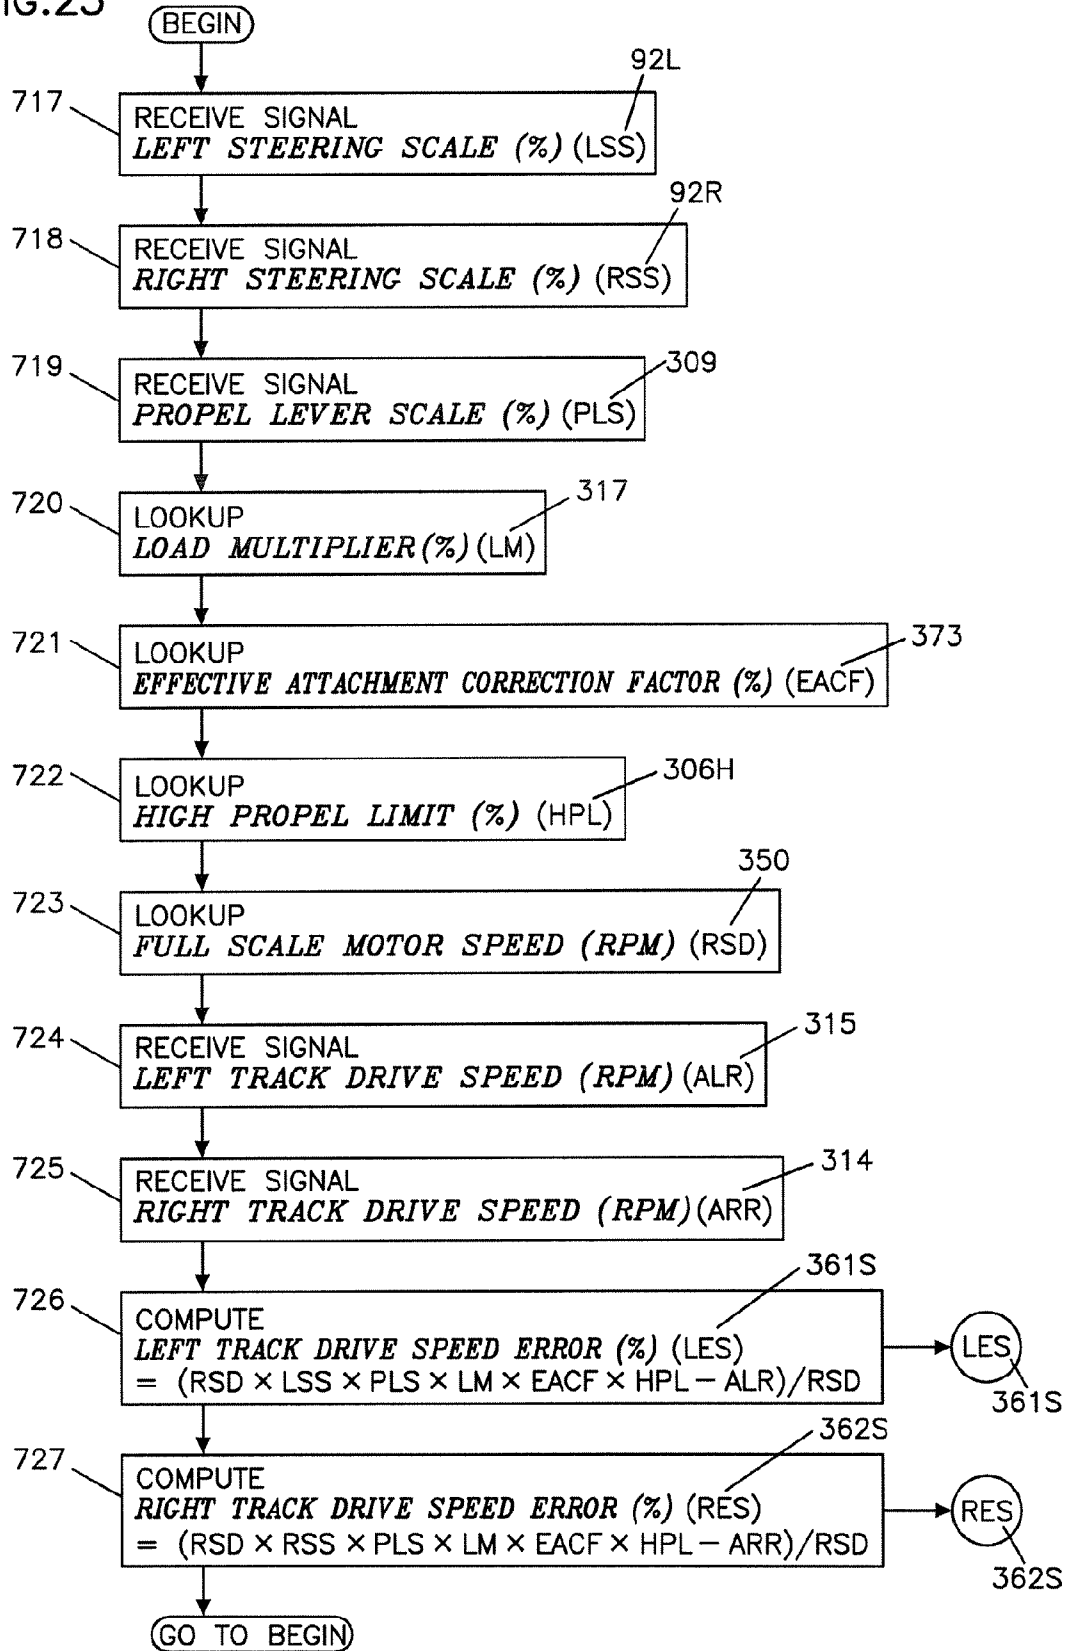 FIG.25
BEGIN
92L
717
RECEIVE SIGNAL
LEFT STEERING SCALE (%) (LSS)
92R
718
RECEIVE SIGNAL
RIGHT STEERING SCALE (%) (RSS)
719
309
RECEIVE SIGNAL
PROPEL LEVER SCALE (%) (PLS)
720
317
LOOKUP
LOAD MULTIPLIER (%) (LM)
721
373
LOOKUP
EFFECTIVE ATTACHMENT CORRECTION FACTOR (%) (EACF)
722
306H
LOOKUP
HIGH PROPEL LIMIT (%) (HPL)
350
723
LOOKUP
FULL SCALE MOTOR SPEED (RPM) (RSD)
724
315
RECEIVE SIGNAL
LEFT TRACK DRIVE SPEED (RPM) (ALR)
725
314
RECEIVE SIGNAL
RIGHT TRACK DRIVE SPEED (RPM) (ARR)
361S
726
COMPUTE
LEFT TRACK DRIVE SPEED ERROR (%) (LES)
= (RSD × LSS × PLS × LM × EACF × HPL – ALR)/RSD
LES
361S
362S
727
COMPUTE
RIGHT TRACK DRIVE SPEED ERROR (%) (RES)
= (RSD × RSS × PLS × LM × EACF × HPL – ARR)/RSD
RES
362S
GO TO BEGIN